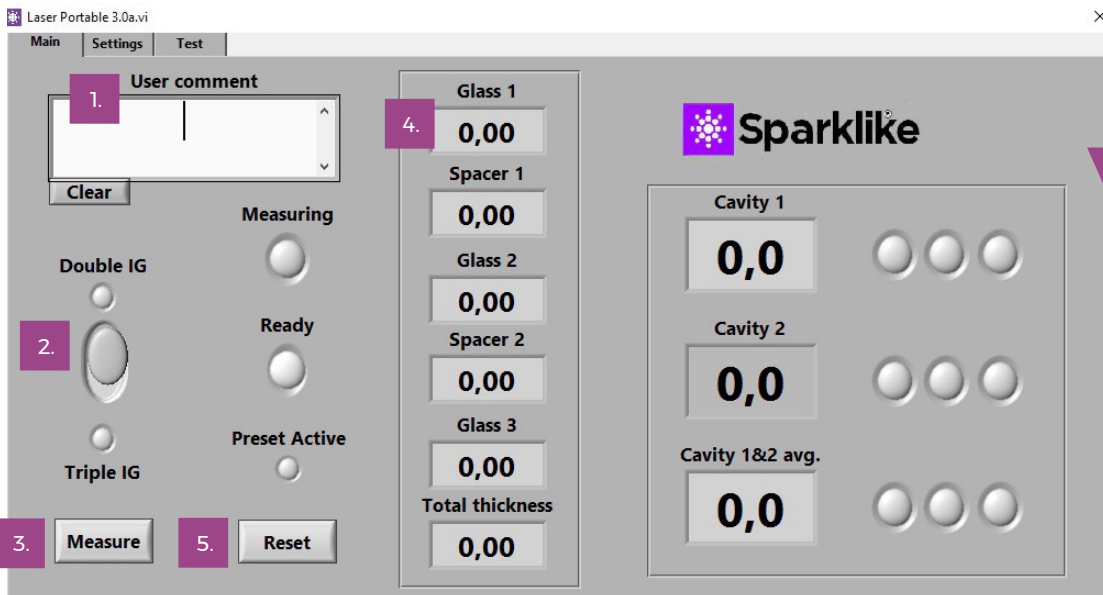 Laser Portable 3.0a.vi
Main
Settings
Test
1.
User comment
Clear
Measuring
Double IG
2.
Ready
Preset Active
Triple IG
3.
Measure
5.
Reset
4.
Glass 1
0,00
Spacer 1
0,00
Glass 2
0,00
Spacer 2
0,00
Glass 3
0,00
Total thickness
0,00
Sparklike
Cavity 1
0,0
Cavity 2
0,0
Cavity 1&2 avg.
0,0